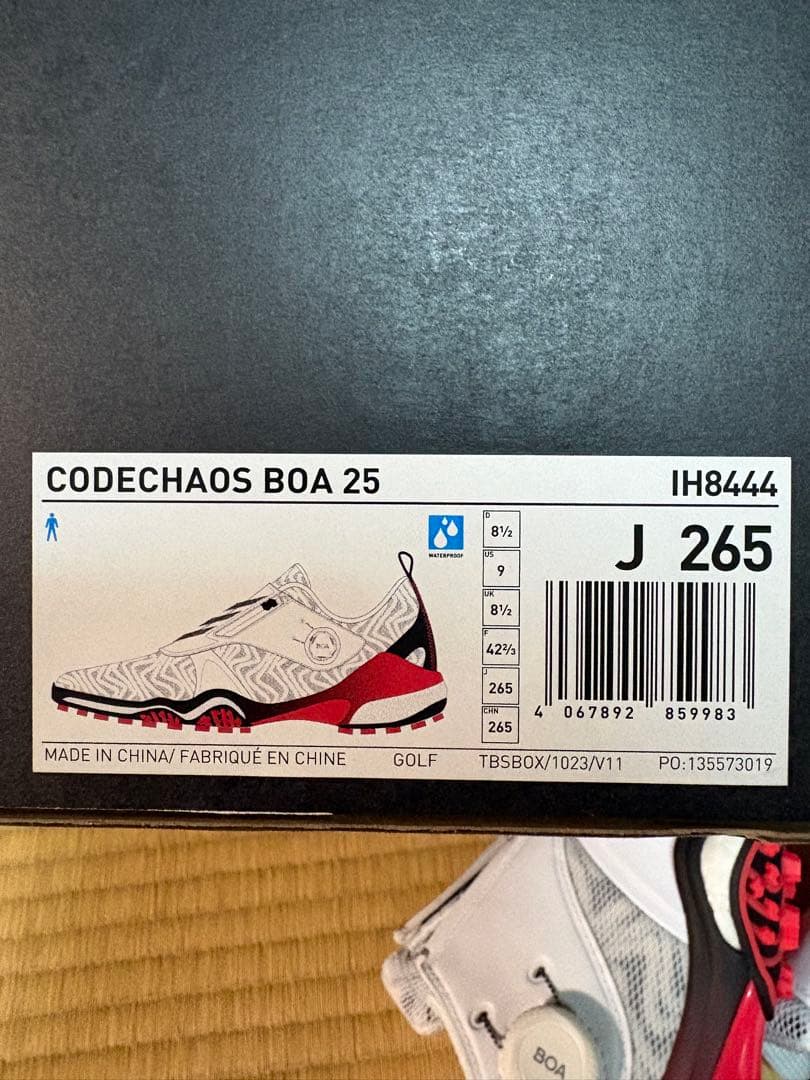 CODECHAOS BOA 25 IH8444
WATERPROOF
D
8½
US
9
UK
8½
F
42⅔
J
265
CHN
265
J 265
BOA
4 067892 859983
MADE IN CHINA/ FABRIQUÉ EN CHINE GOLF TBSBOX/1023/V11 PO:135573019
BOA